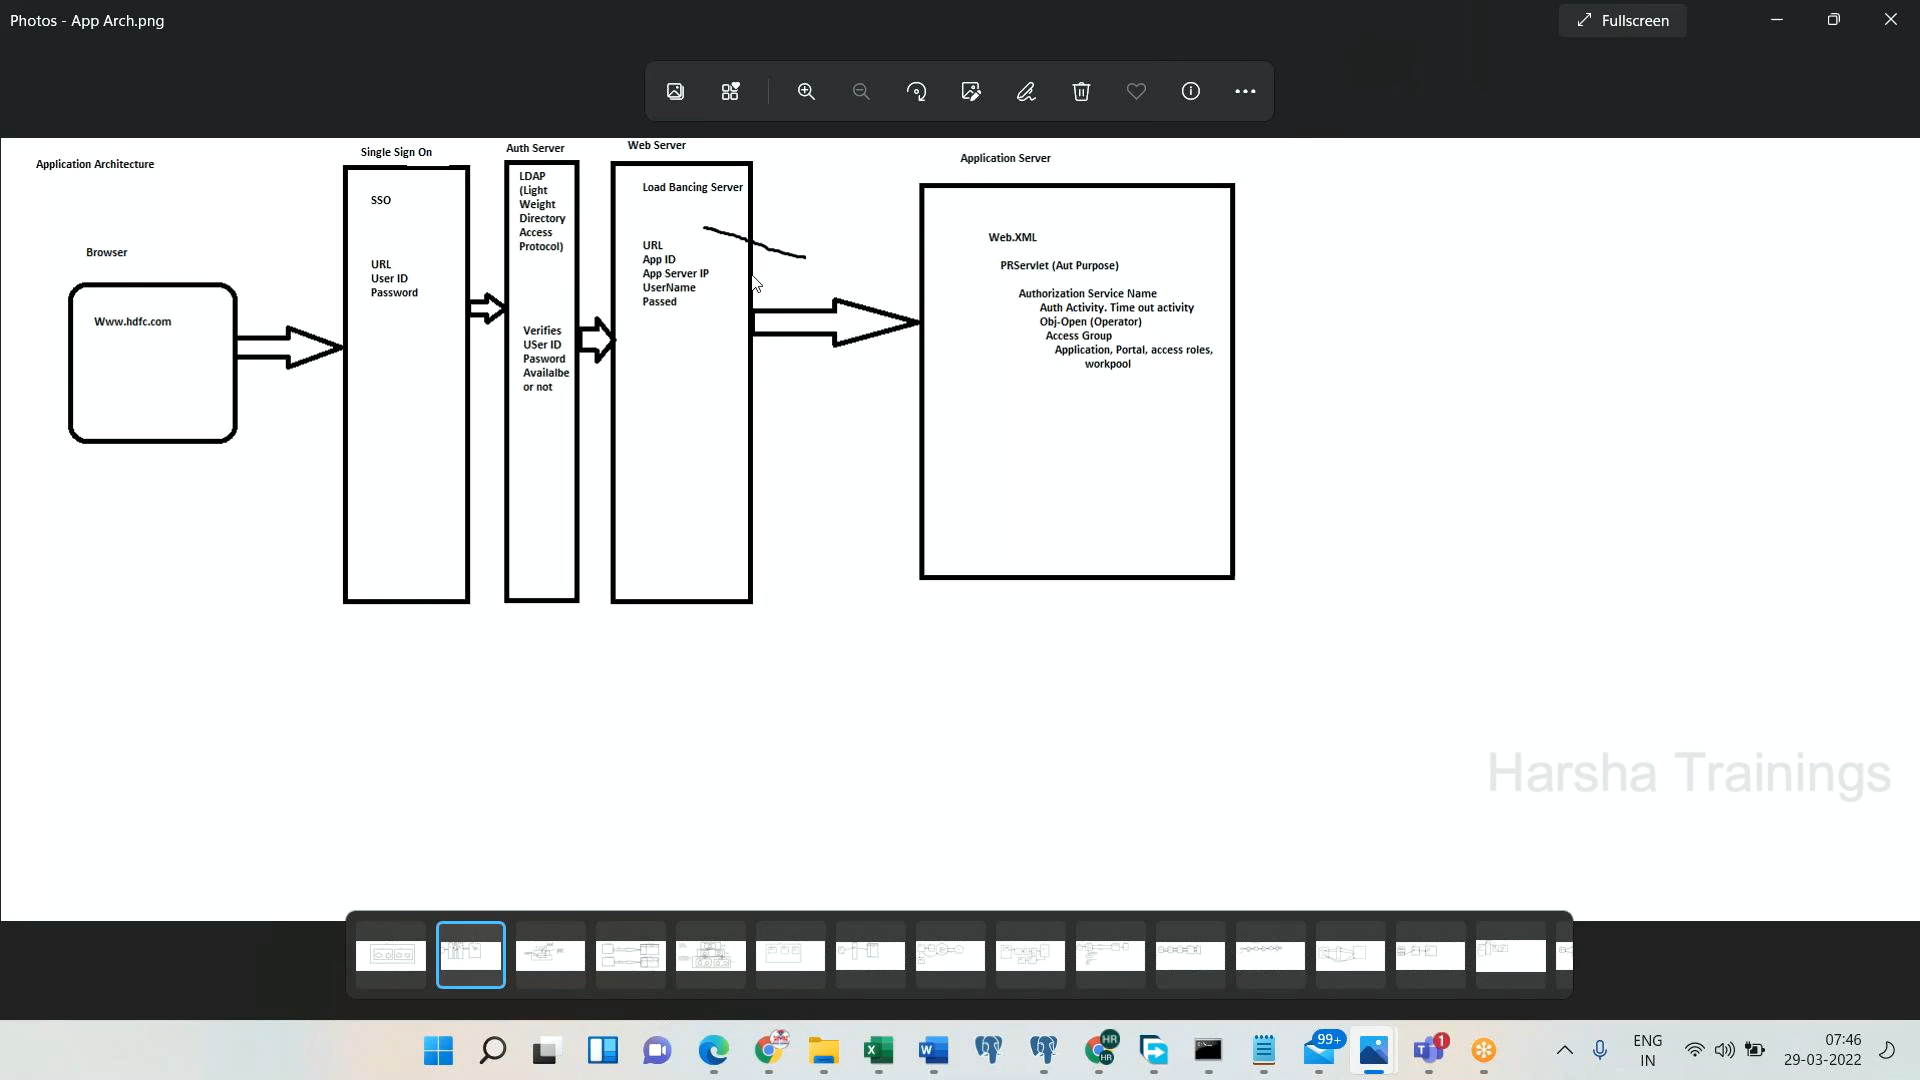 Photos - App Arch.png
Fullscreen
Application Architecture
Browser
Www.hdfc.com
Single Sign On
SSO
URL
User ID
Password
Auth Server
LDAP
(Light
Weight
Directory
Access
Protocol)
Verifies
USer ID
Pasword
Availalbe
or not
Web Server
Load Bancing Server
URL
App ID
App Server IP
UserName
Passed
Application Server
Web.XML
PRServlet (Aut Purpose)
Authorization Service Name
Auth Activity. Time out activity
Obj-Open (Operator)
Access Group
Application, Portal, access roles,
workpool
Harsha Trainings
HR
HR
99+
1
ENG
IN
07:46
29-03-2022